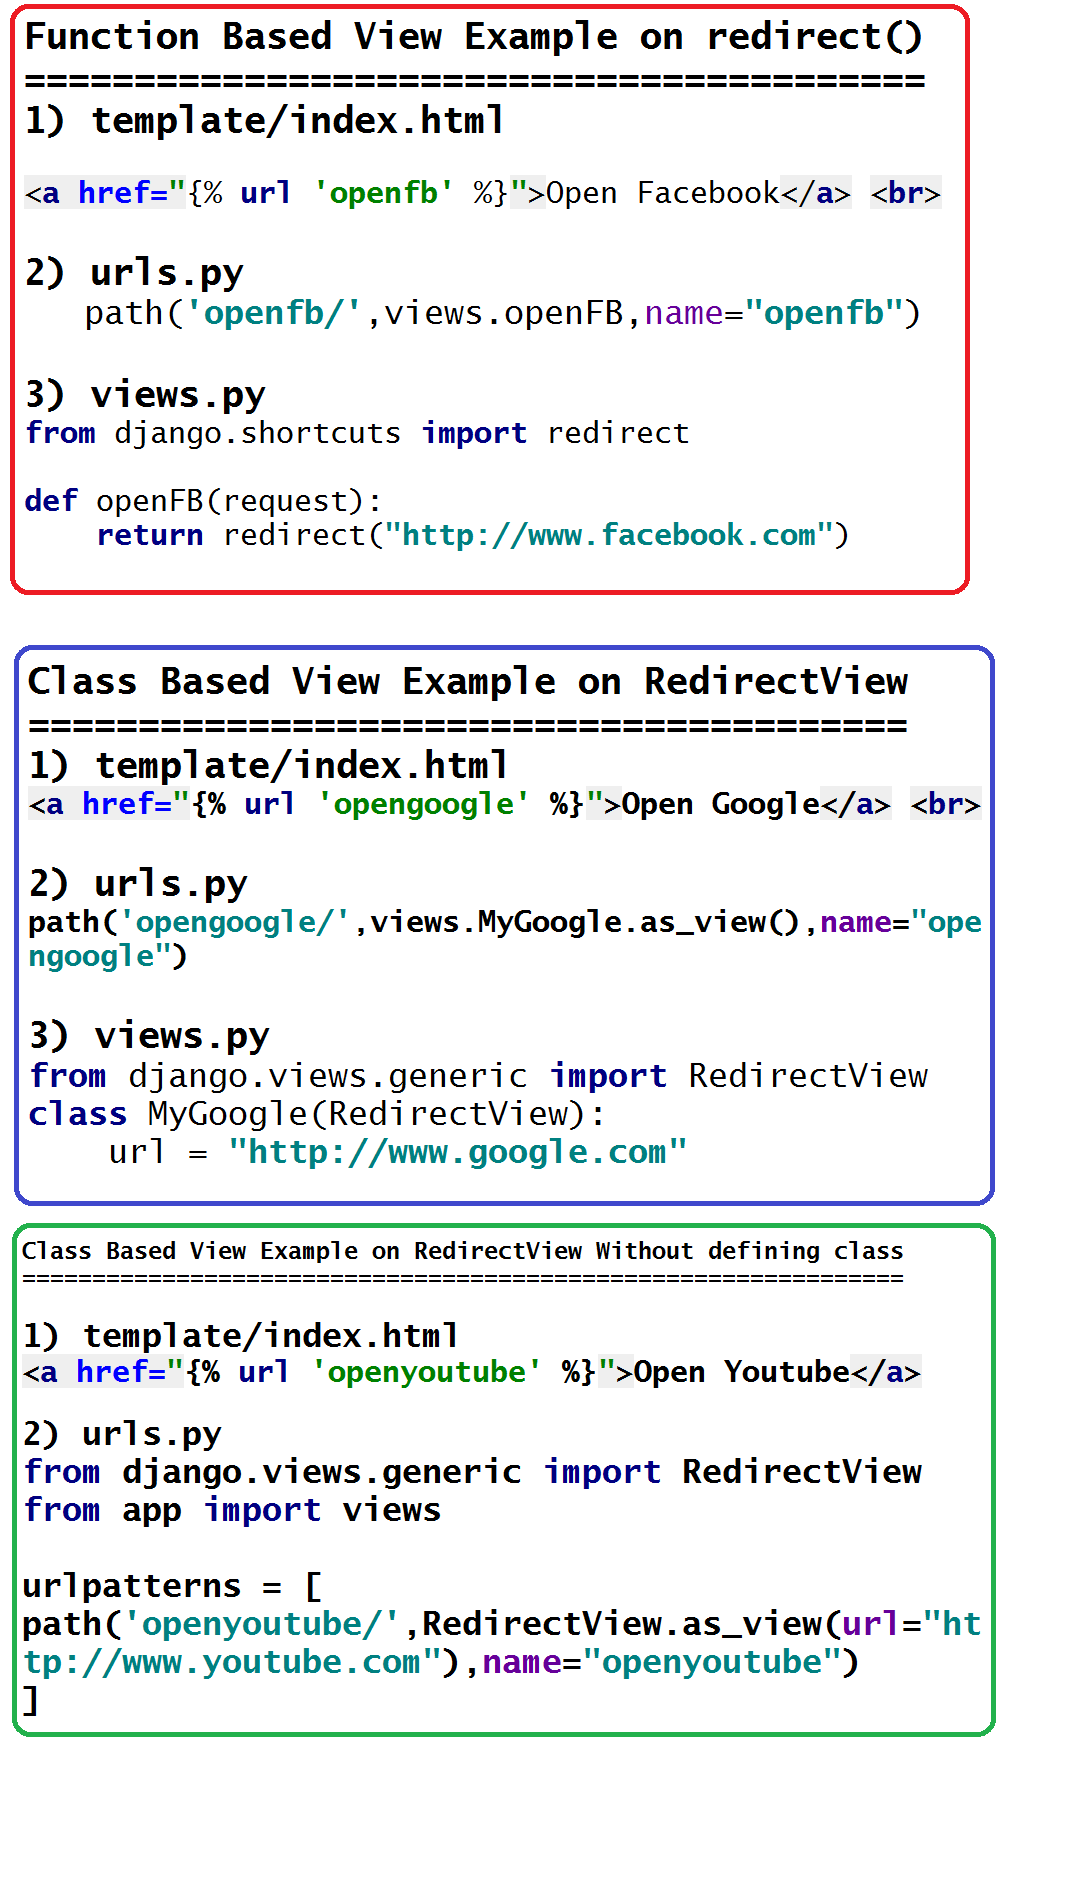 Function Based View Example on redirect()
=========================================
1) template/index.html
<a href="{% url 'openfb' %}">Open Facebook</a> <br>
2) urls.py
path('openfb/',views.openFB,name="openfb")
3) views.py
from django.shortcuts import redirect
def openFB(request):
return redirect("http://www.facebook.com")
Class Based View Example on RedirectView
========================================
1) template/index.html
<a href="{% url 'opengoogle' %}">Open Google</a> <br>
2) urls.py
path('opengoogle/',views.MyGoogle.as_view(),name="ope
ngoogle")
3) views.py
from django.views.generic import RedirectView
class MyGoogle(RedirectView):
url = "http://www.google.com"
Class Based View Example on RedirectView Without defining class
===============================================================
1) template/index.html
<a href="{% url 'openyoutube' %}">Open Youtube</a>
2) urls.py
from django.views.generic import RedirectView
from app import views
urlpatterns = [
path('openyoutube/',RedirectView.as_view(url="ht
tp://www.youtube.com"),name="openyoutube")
]